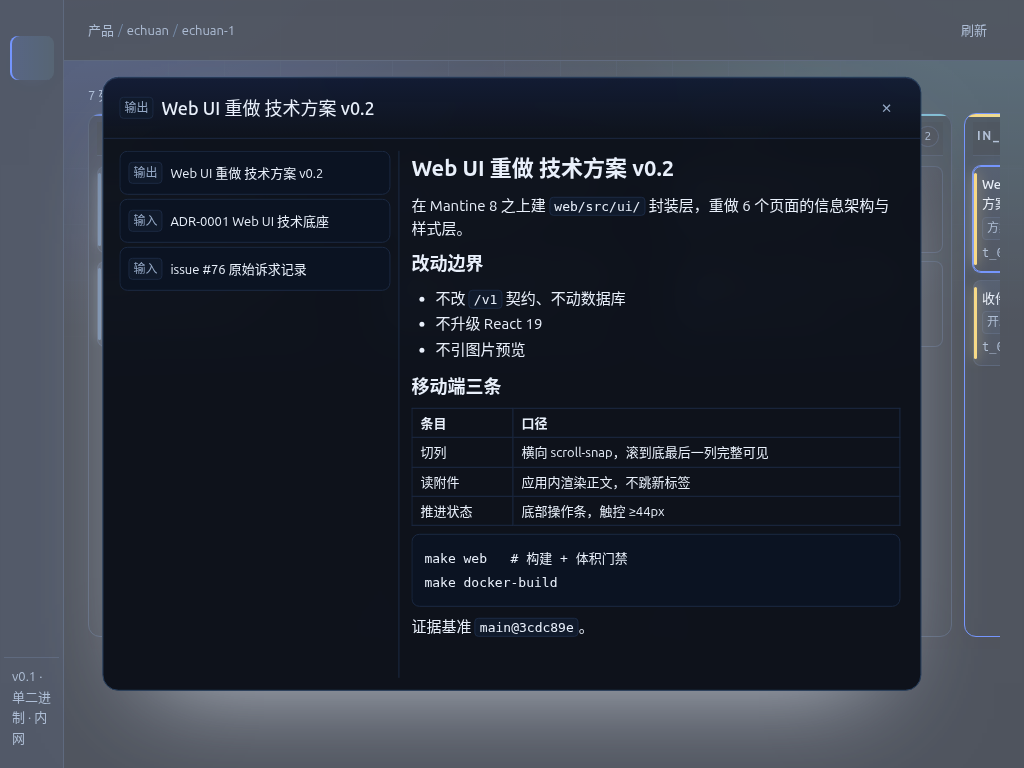 产品 / echuan / echuan-1
刷新
7
输出 Web UI 重做 技术方案 v0.2 ×
输出 Web UI 重做 技术方案 v0.2
输入 ADR-0001 Web UI 技术底座
输入 issue #76 原始诉求记录
Web UI 重做 技术方案 v0.2
在 Mantine 8 之上建 web/src/ui/ 封装层，重做 6 个页面的信息架构与
样式层。
改动边界
• 不改 /v1 契约、不动数据库
• 不升级 React 19
• 不引图片预览
移动端三条
条目 口径
切列 横向 scroll-snap，滚到底最后一列完整可见
读附件 应用内渲染正文，不跳新标签
推进状态 底部操作条，触控 ≥44px
make web   # 构建 + 体积门禁
make docker-build
证据基准 main@3cdc89e。
2
IN_
We
方
t_
收
开
t_
v0.1 ·
单二进
制 · 内
网